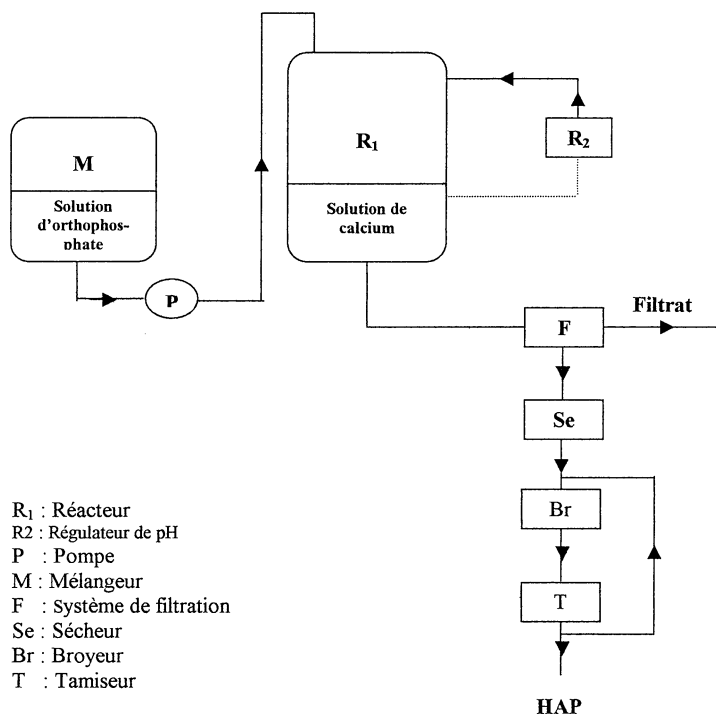 M
Solution
d'orthophos-
phate
P
R₁
Solution de
calcium
R₂
F
Filtrat
Se
Br
T
HAP
R₁ : Réacteur
R2 : Régulateur de pH
P : Pompe
M : Mélangeur
F : Système de filtration
Se : Sécheur
Br : Broyeur
T : Tamiseur